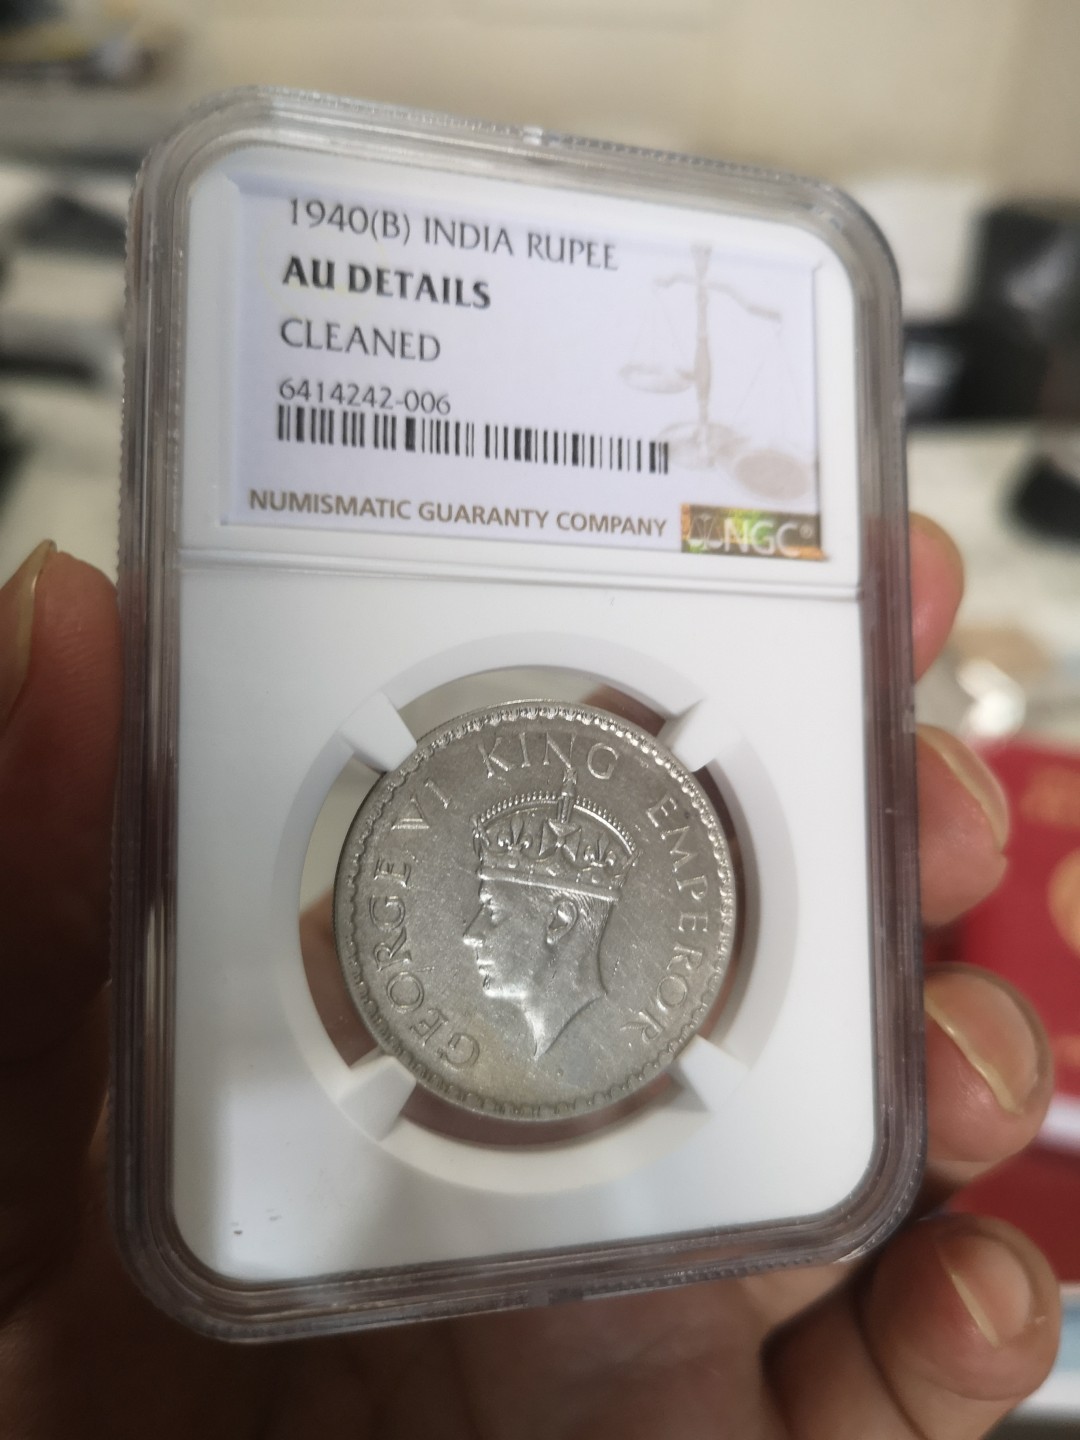 1940(B) INDIA RUPEE
AU DETAILS
CLEANED
6414242-006
NUMISMATIC GUARANTY COMPANY
NGC®
GEORGE VI KING EMPEROR